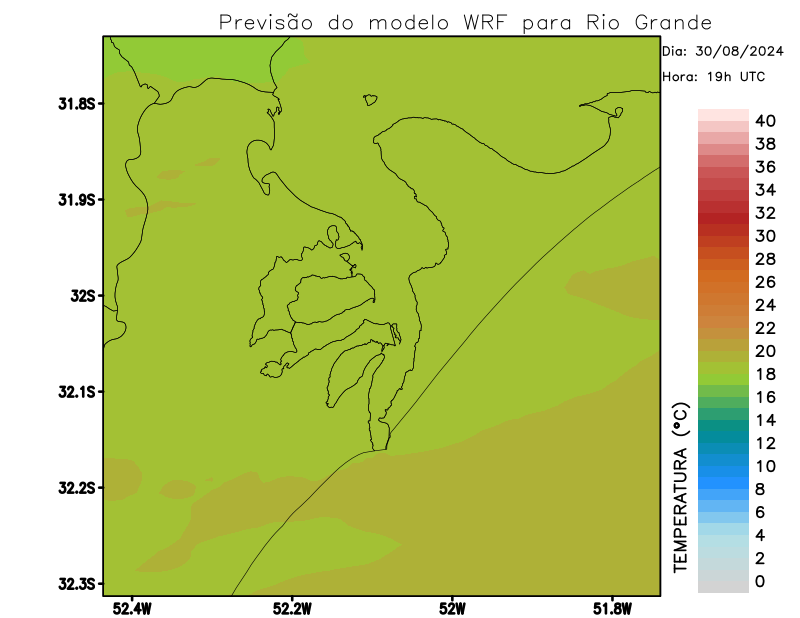 Previsão do modelo WRF para Rio Grande
Dia: 30/08/2024
Hora: 19h UTC
31.8S
31.9S
32S
32.1S
32.2S
32.3S
52.4W
52.2W
52W
51.8W
TEMPERATURA (°C)
40
38
36
34
32
30
28
26
24
22
20
18
16
14
12
10
8
6
4
2
0